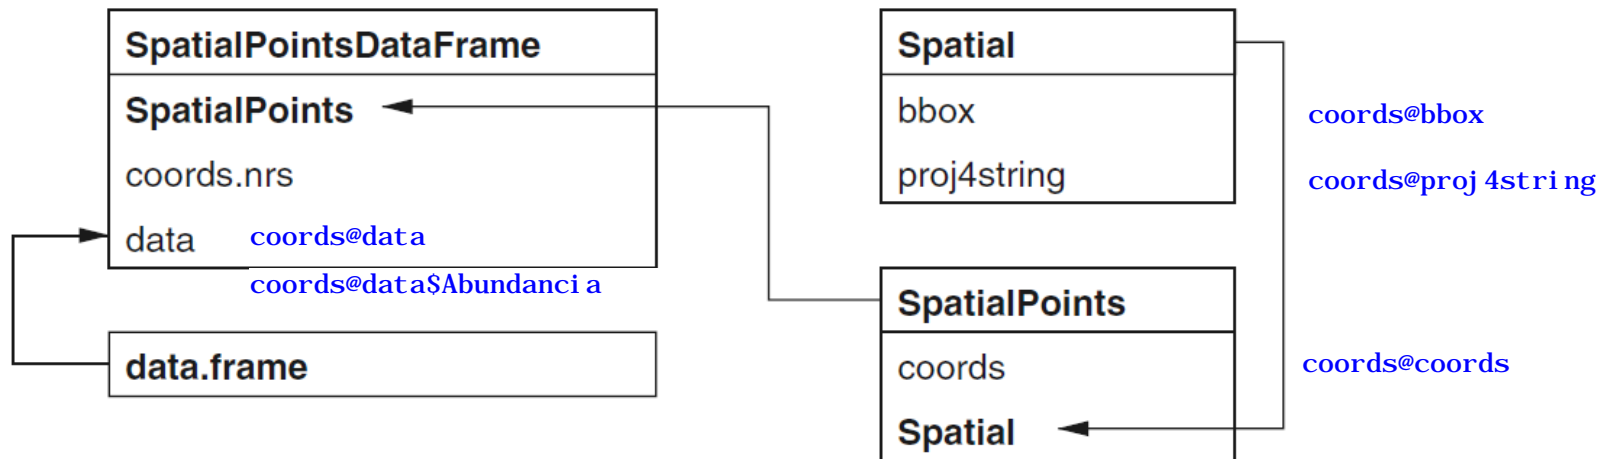 SpatialPointsDataFrame
SpatialPoints
coords.nrs
data
coords@data
coords@data$Abundancia
data.frame
Spatial
bbox
coords@bbox
proj4string
coords@proj4string
SpatialPoints
coords
coords@coords
Spatial